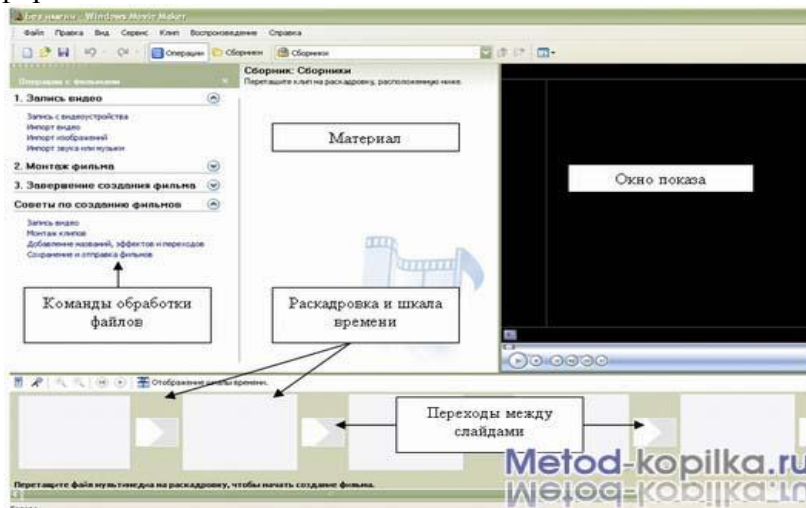 Без имени - Windows Movie Maker
Файл Правка Вид Сервис Клип Воспроизведение Справка
Операции Сборники Сборники
Операции с фильмами
Сборник: Сборники
Перетащите клип на раскадровку, расположенную ниже.
1. Запись видео
Запись с видеоустройства
Импорт видео
Импорт изображений
Импорт звука или музыки
2. Монтаж фильма
3. Завершение создания фильма
Советы по созданию фильмов
Запись видео
Монтаж клипов
Добавление названий, эффектов и переходов
Сохранение и отправка фильмов
Материал
Окно показа
Команды обработки
файлов
Раскадровка и шкала
времени
Отображение шкалы времени.
Переходы между
слайдами
Перетащите файл мультимедиа на раскадровку, чтобы начать создание фильма.
Metod-kopilka.ru